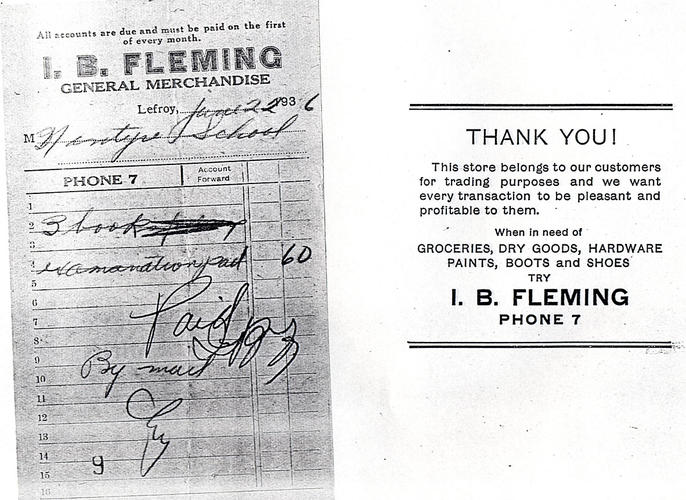 All accounts are due and must be paid on the first
of every month.
I. B. FLEMING
GENERAL MERCHANDISE
Lefroy, June 22 1936
M Nantyr School
PHONE 7
Account
Forward
1
2 3 book
3
4 examanation pad 60
5
6
7 Paid
8
9 By mail
10
11
12
13
14
15 9
16
THANK YOU!
This store belongs to our customers
for trading purposes and we want
every transaction to be pleasant and
profitable to them.
When in need of
GROCERIES, DRY GOODS, HARDWARE
PAINTS, BOOTS and SHOES
TRY
I. B. FLEMING
PHONE 7